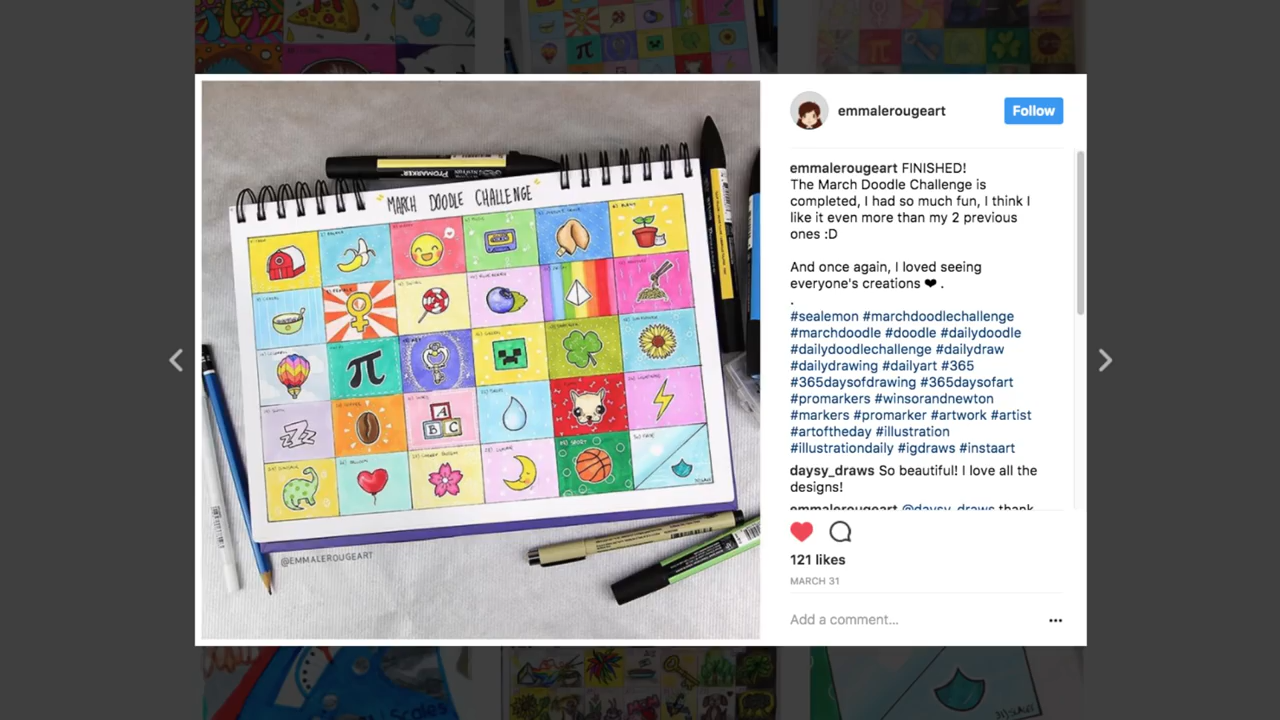 emmalerougeart
Follow
MARCH DOODLE CHALLENGE
PROMARKER
A
B C
@EMMALEROUGEART
emmalerougeart FINISHED!
The March Doodle Challenge is
completed, I had so much fun, I think I
like it even more than my 2 previous
ones :D
And once again, I loved seeing
everyone's creations ❤ .
.
#sealemon #marchdoodlechallenge
#marchdoodle #doodle #dailydoodle
#dailydoodlechallenge #dailydraw
#dailydrawing #dailyart #365
#365daysofdrawing #365daysofart
#promarkers #winsorandnewton
#markers #promarker #artwork #artist
#artoftheday #illustration
#illustrationdaily #igdraws #instaart
daysy_draws So beautiful! I love all the
designs!
emmalerougeart @daysy_draws thank
121 likes
MARCH 31
Add a comment...